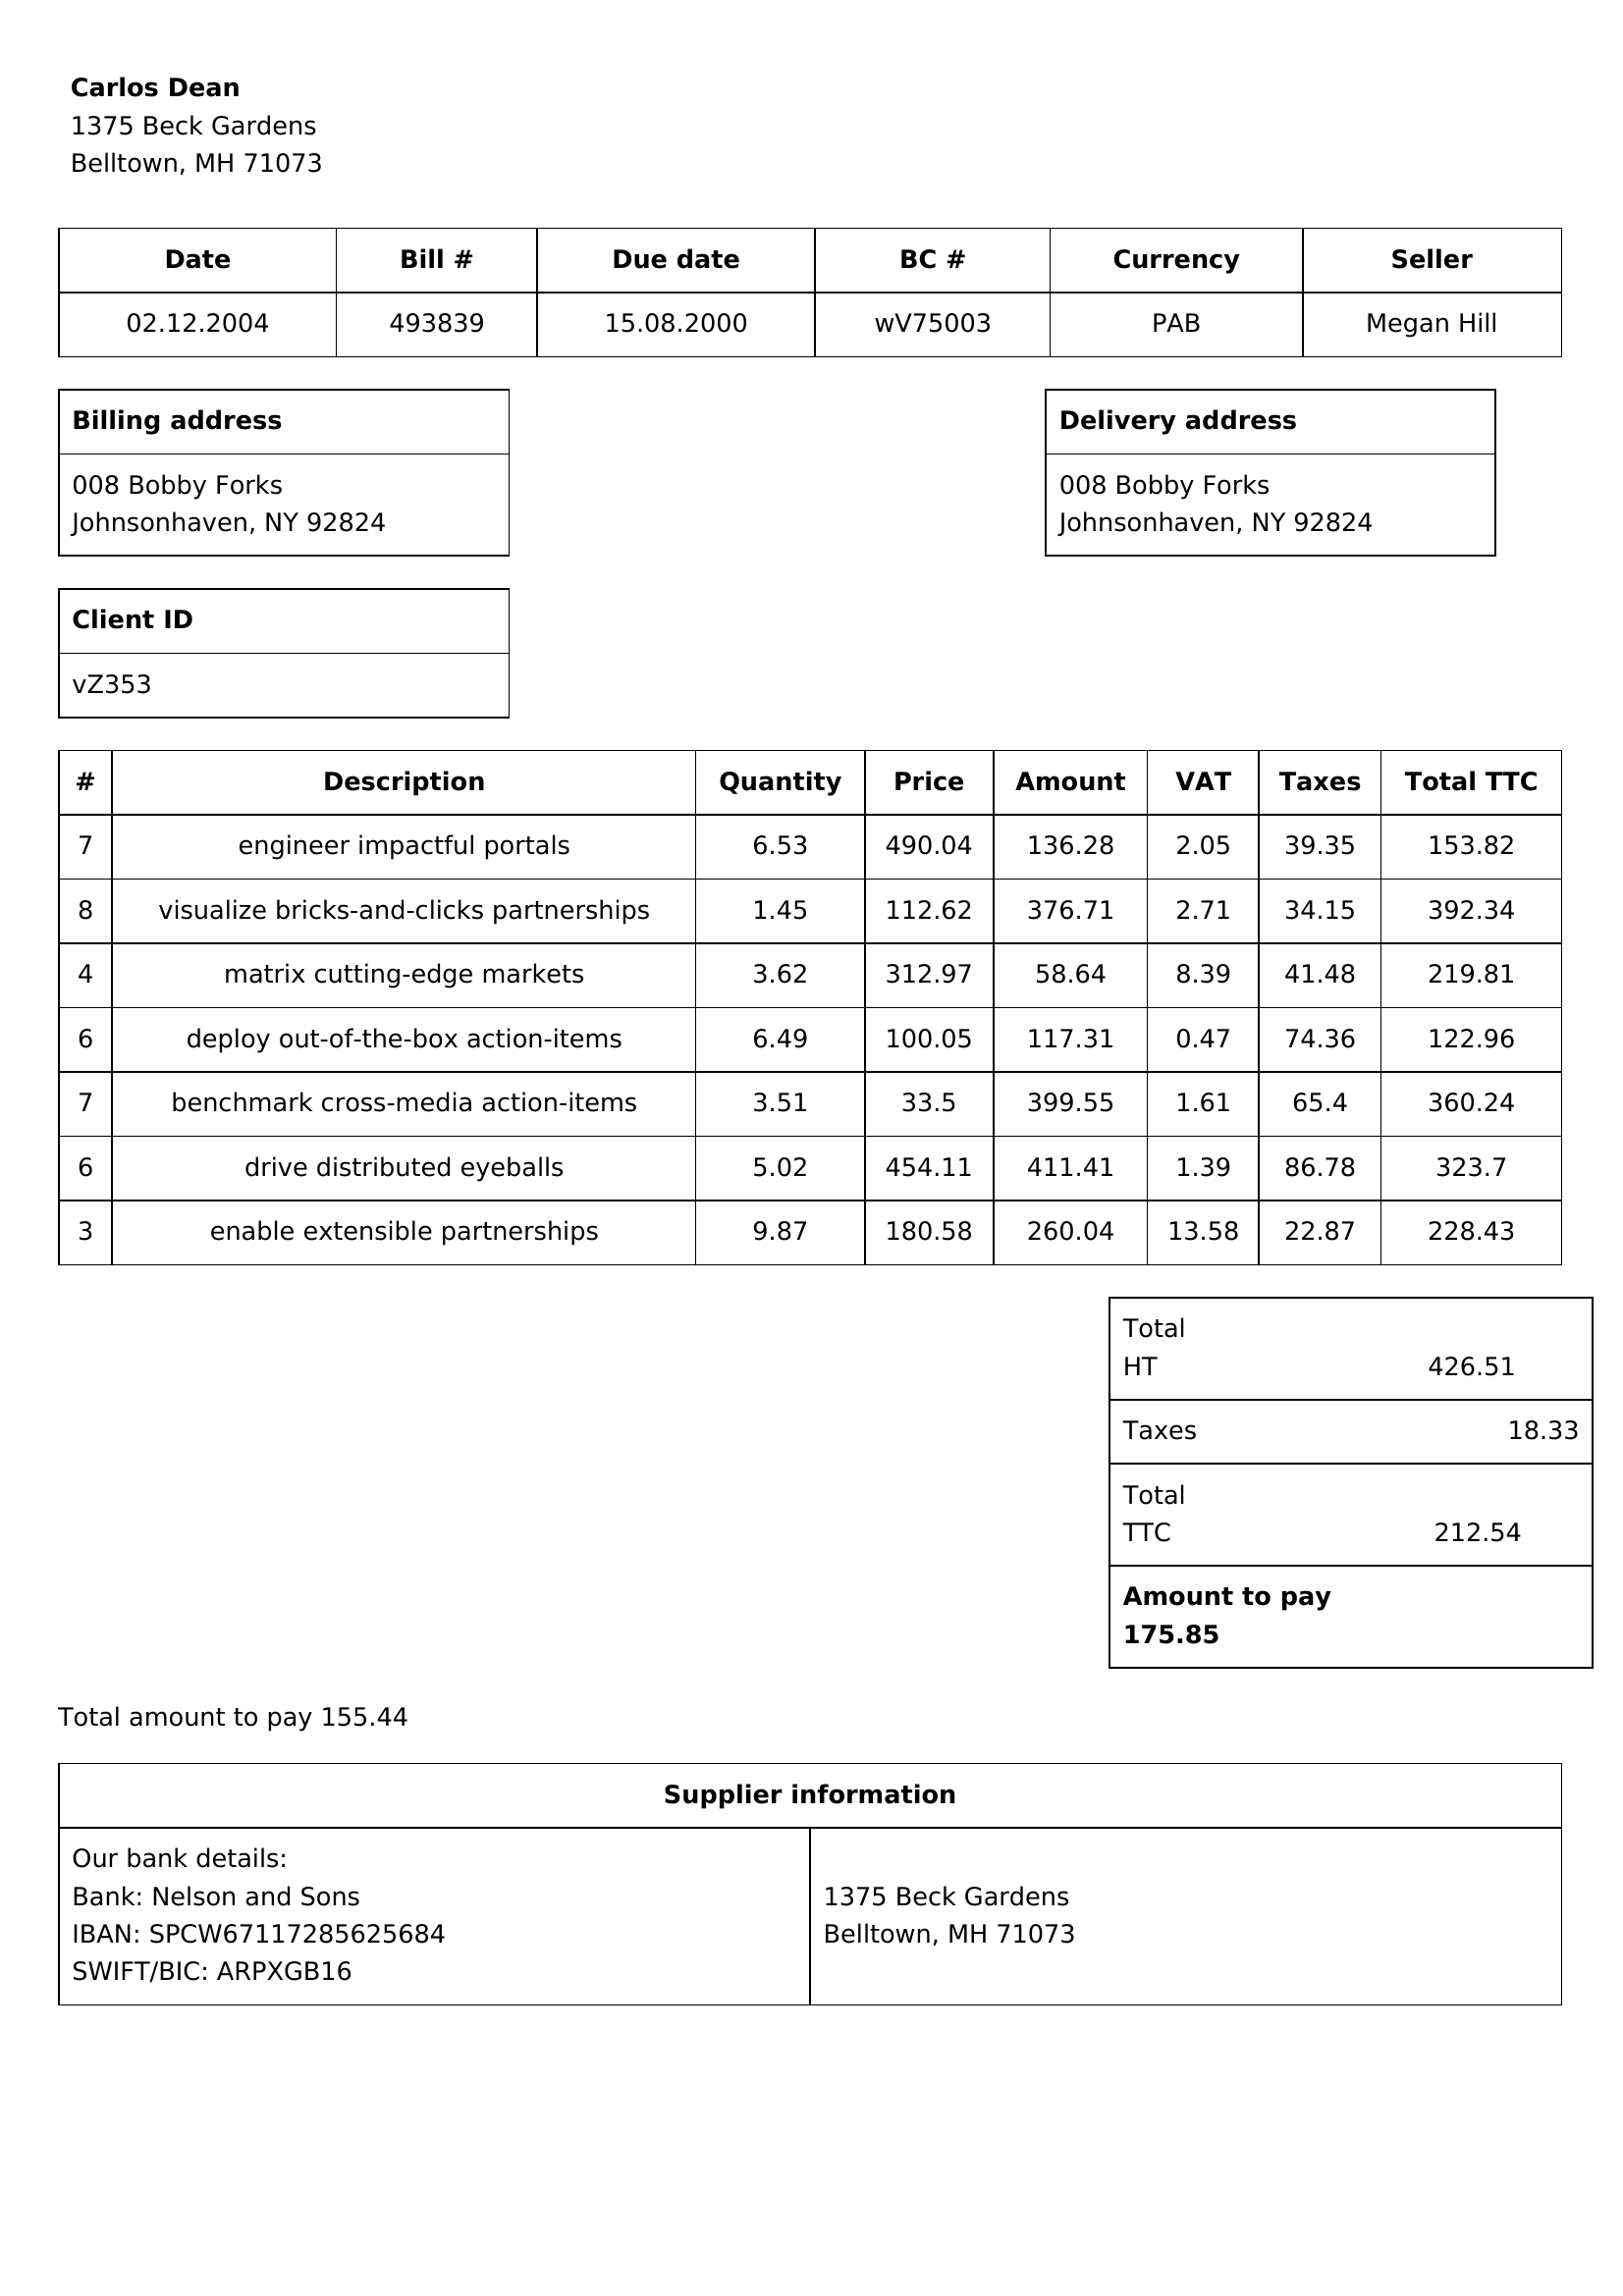 Carlos Dean
1375 Beck Gardens
Belltown, MH 71073
Date Bill # Due date BC # Currency Seller
02.12.2004 493839 15.08.2000 wV75003 PAB Megan Hill
Billing address
008 Bobby Forks
Johnsonhaven, NY 92824
Delivery address
008 Bobby Forks
Johnsonhaven, NY 92824
Client ID
vZ353
# Description Quantity Price Amount VAT Taxes Total TTC
7 engineer impactful portals 6.53 490.04 136.28 2.05 39.35 153.82
8 visualize bricks-and-clicks partnerships 1.45 112.62 376.71 2.71 34.15 392.34
4 matrix cutting-edge markets 3.62 312.97 58.64 8.39 41.48 219.81
6 deploy out-of-the-box action-items 6.49 100.05 117.31 0.47 74.36 122.96
7 benchmark cross-media action-items 3.51 33.5 399.55 1.61 65.4 360.24
6 drive distributed eyeballs 5.02 454.11 411.41 1.39 86.78 323.7
3 enable extensible partnerships 9.87 180.58 260.04 13.58 22.87 228.43
Total
HT 426.51
Taxes 18.33
Total
TTC 212.54
Amount to pay
175.85
Total amount to pay 155.44
Supplier information
Our bank details:
Bank: Nelson and Sons
IBAN: SPCW67117285625684
SWIFT/BIC: ARPXGB16
1375 Beck Gardens
Belltown, MH 71073